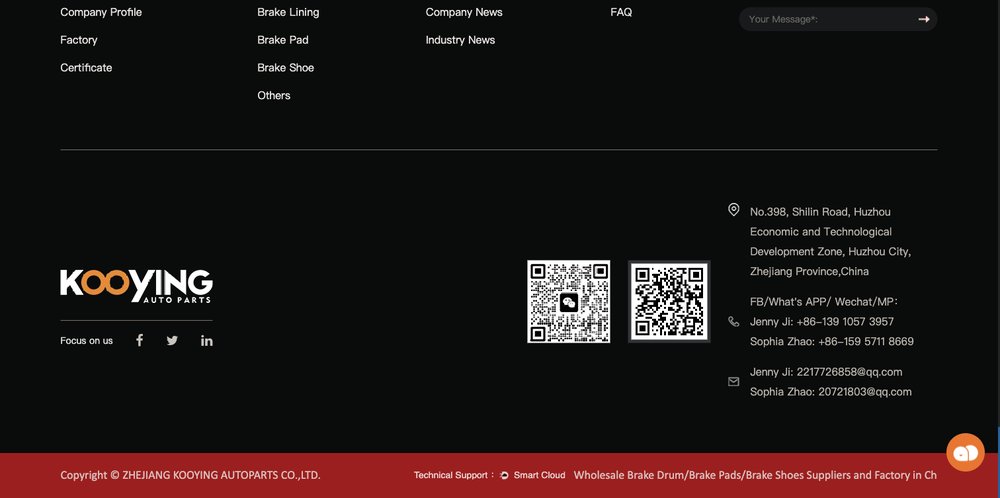 Company Profile
Brake Lining
Company News
FAQ
Your Message*:
Factory
Brake Pad
Industry News
Certificate
Brake Shoe
Others
No.398, Shilin Road, Huzhou
Economic and Technological
Development Zone, Huzhou City,
Zhejiang Province,China
KOOYING
AUTO PARTS
FB/What's APP/ Wechat/MP：
Jenny Ji: +86-139 1057 3957
Sophia Zhao: +86-159 5711 8669
Focus on us
Jenny Ji: 2217726858@qq.com
Sophia Zhao: 20721803@qq.com
Copyright © ZHEJIANG KOOYING AUTOPARTS CO.,LTD.
Technical Support： Smart Cloud
Wholesale Brake Drum/Brake Pads/Brake Shoes Suppliers and Factory in Ch